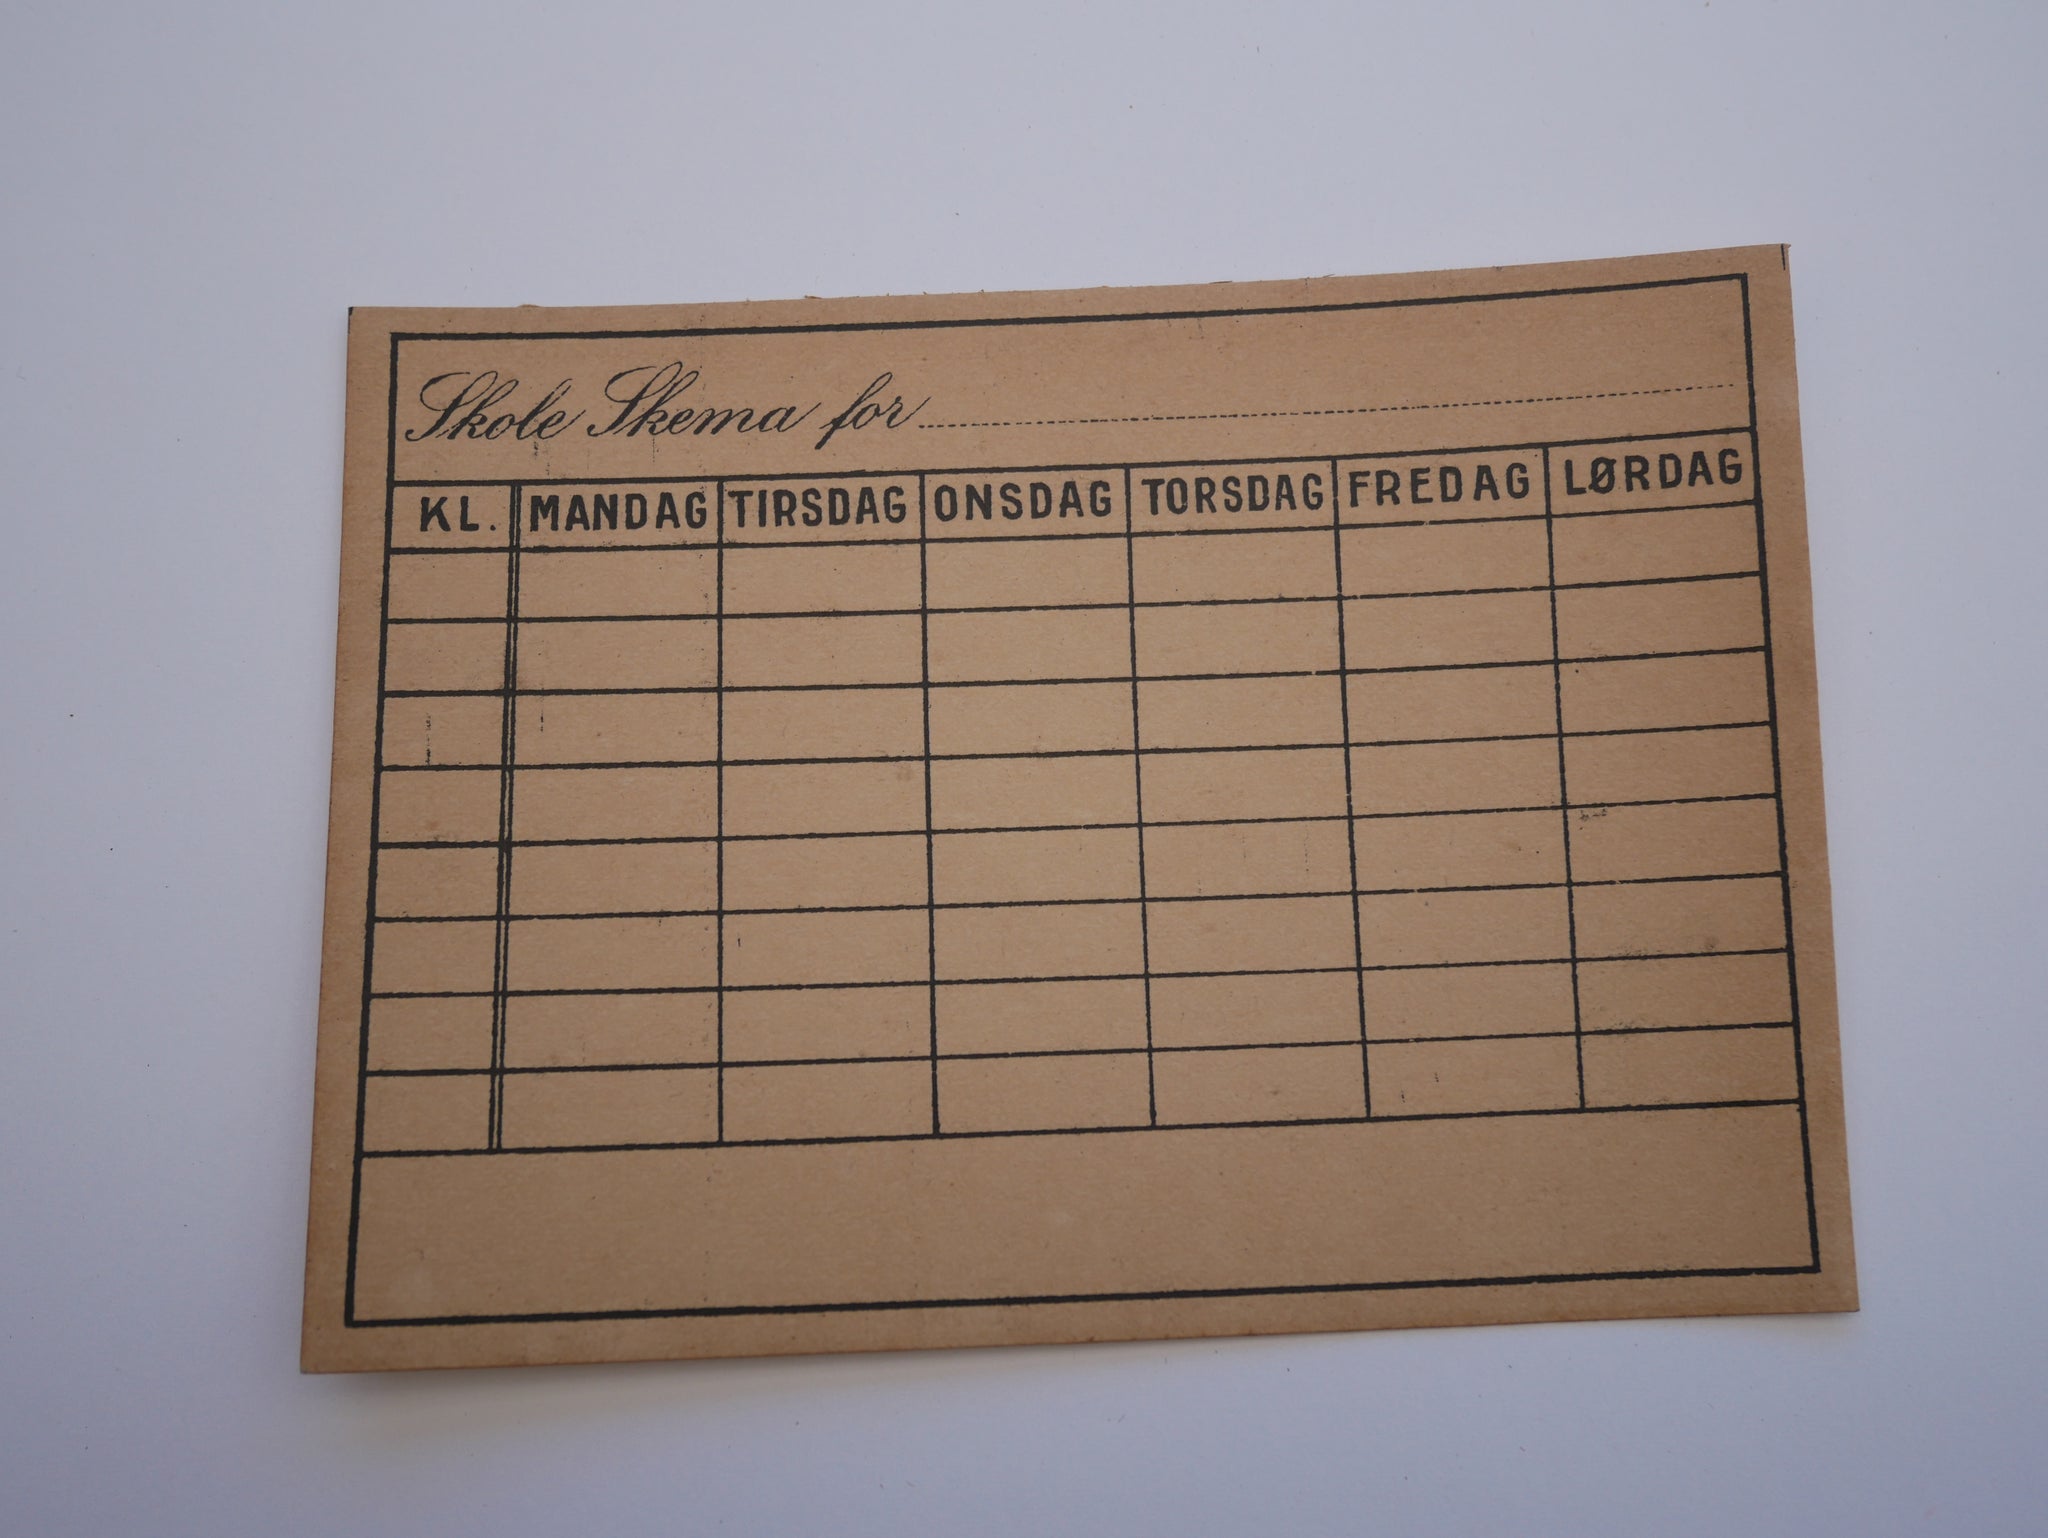 Skole Skema for
KL. MANDAG TIRSDAG ONSDAG TORSDAG FREDAG LØRDAG